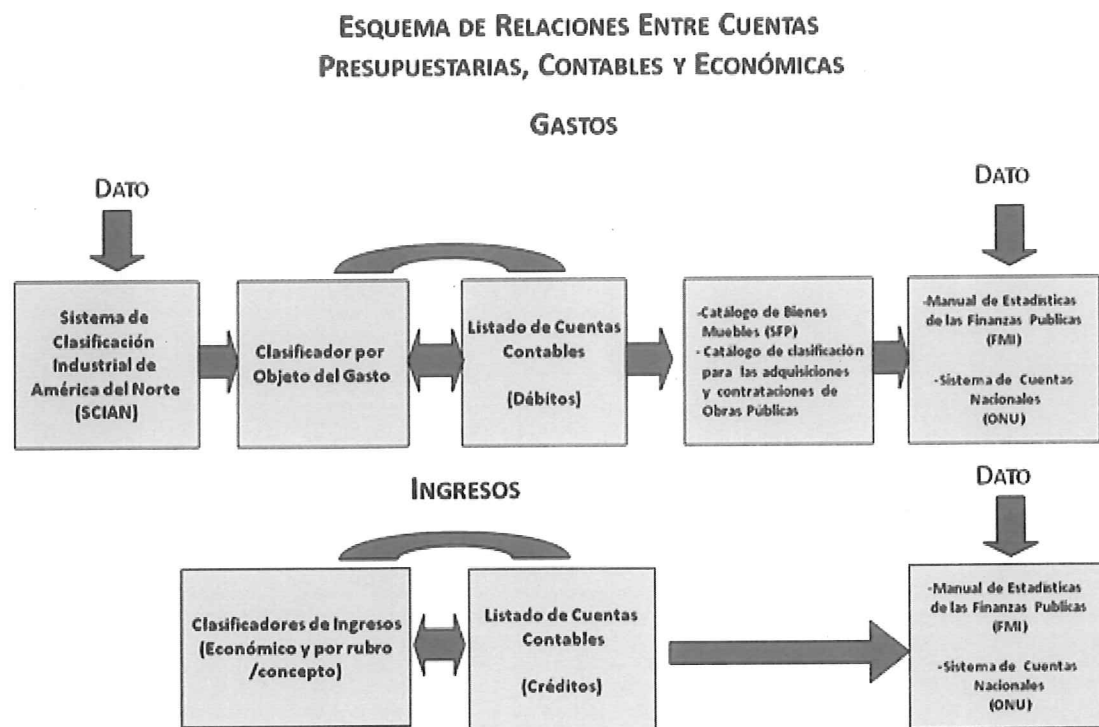 ESQUEMA DE RELACIONES ENTRE CUENTAS
PRESUPUESTARIAS, CONTABLES Y ECONÓMICAS
GASTOS
DATO
DATO
Sistema de
Clasificación
Industrial de
América del Norte
(SCIAN)
Clasificador por
Objeto del Gasto
Listado de Cuentas
Contables
(Débitos)
-Catálogo de Bienes
Muebles (SFP)
- Catálogo de clasificación
para las adquisiciones
y contrataciones de
Obras Públicas
-Manual de Estadísticas
de las Finanzas Publicas
(FMI)
-Sistema de Cuentas
Nacionales
(ONU)
INGRESOS
DATO
Clasificadores de Ingresos
(Económico y por rubro
/concepto)
Listado de Cuentas
Contables
(Créditos)
-Manual de Estadísticas
de las Finanzas Publicas
(FMI)
-Sistema de Cuentas
Nacionales
(ONU)